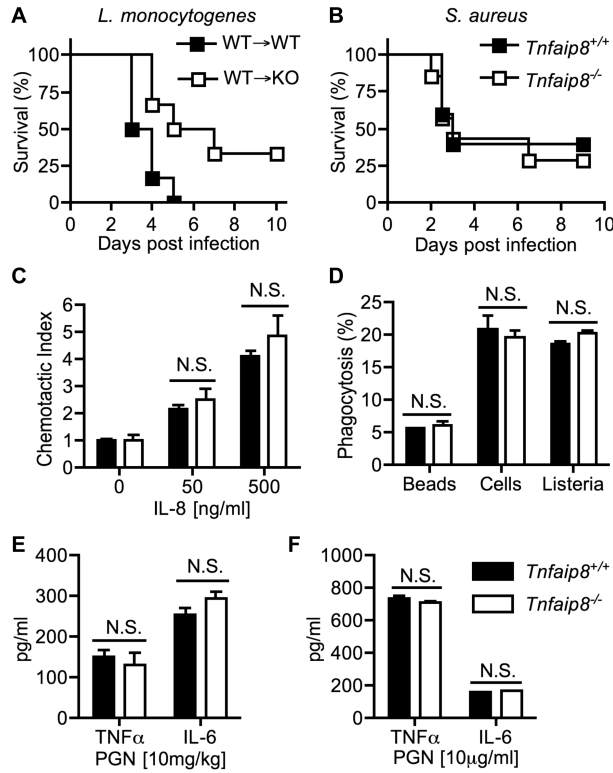 A
L. monocytogenes
Survival (%)
100
75
50
25
0
0 2 4 6 8 10
Days post infection
WT→WT
WT→KO
B
S. aureus
Survival (%)
100
75
50
25
0
0 2 4 6 8 10
Days post infection
Tnfaip8+/+
Tnfaip8-/-
C
Chemotactic Index
6
5
4
3
2
1
0
N.S.
N.S.
0 50 500
IL-8 [ng/ml]
D
Phagocytosis (%)
25
20
15
10
5
0
N.S.
N.S.
N.S.
Beads Cells Listeria
E
pg/ml
400
300
200
100
0
N.S.
N.S.
TNFα IL-6
PGN [10mg/kg]
F
pg/ml
1000
800
600
400
200
0
N.S.
N.S.
TNFα IL-6
PGN [10µg/ml]
Tnfaip8+/+
Tnfaip8-/-